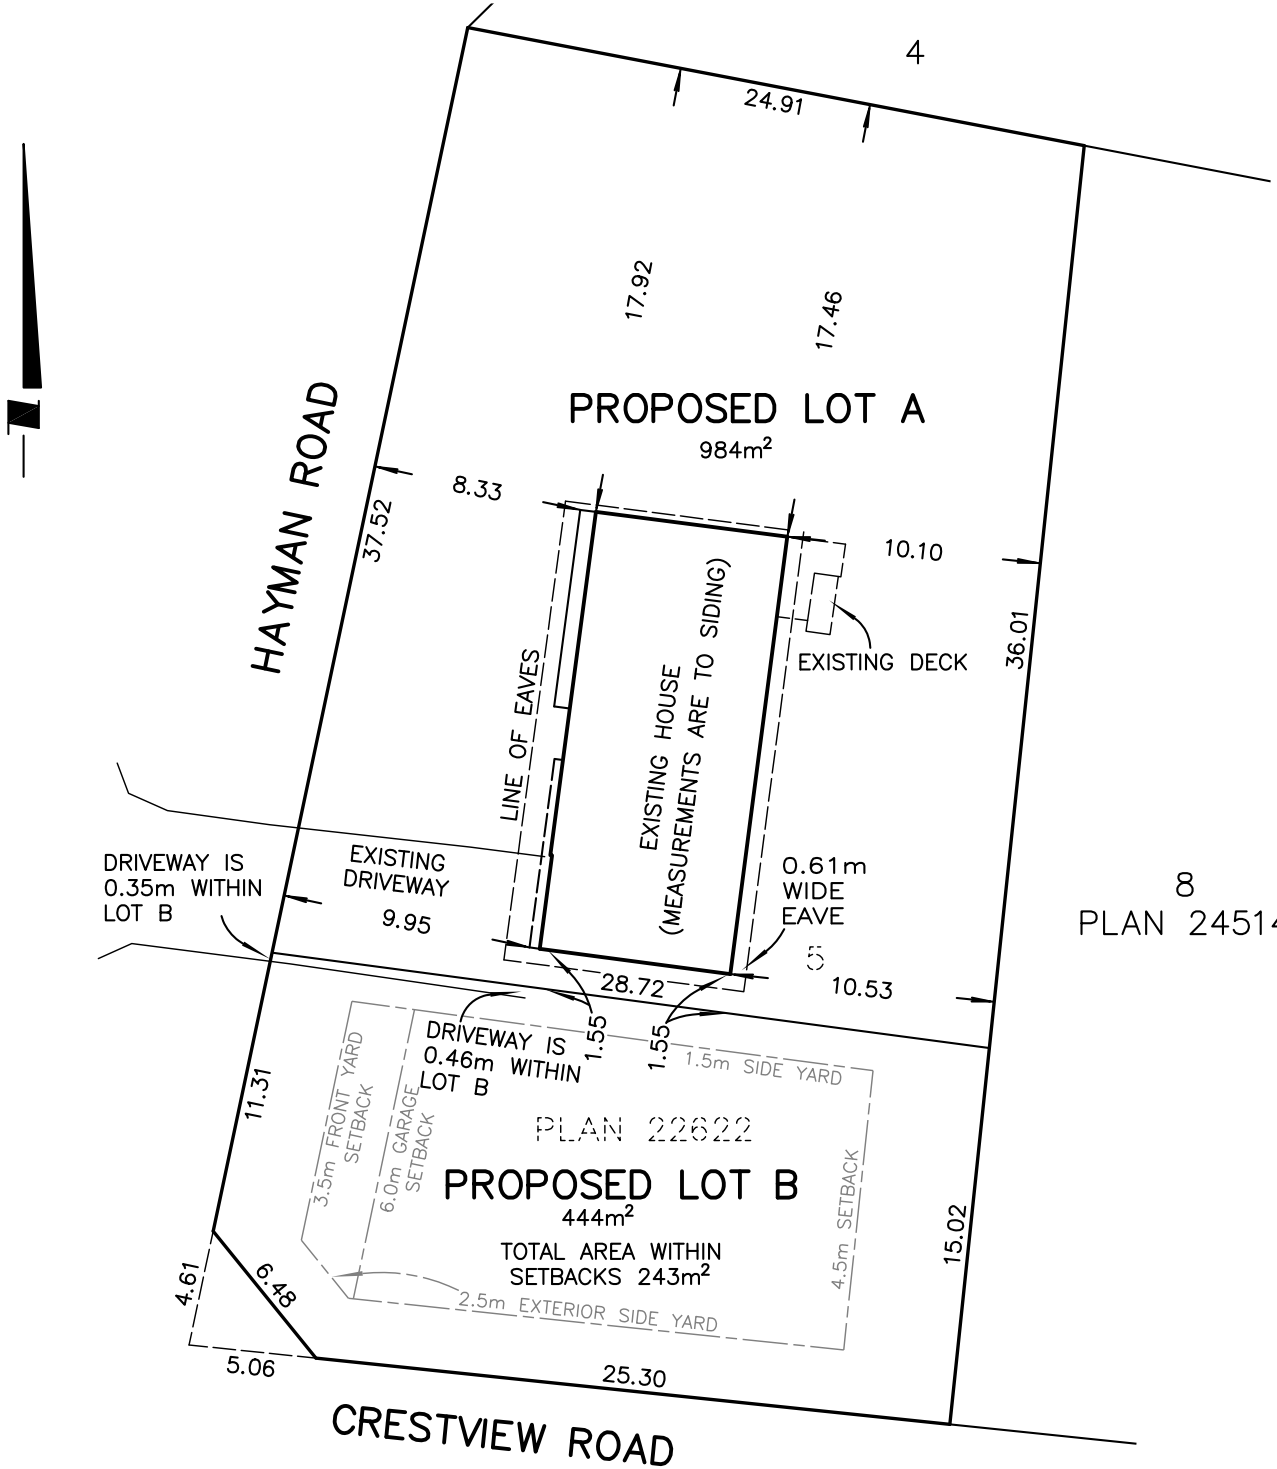 4
24.91
17.92
17.46
PROPOSED LOT A
984m²
HAYMAN ROAD
37.52
8.33
10.10
36.01
EXISTING DECK
LINE OF EAVES
EXISTING HOUSE
(MEASUREMENTS ARE TO SIDING)
DRIVEWAY IS
0.35m WITHIN
LOT B
EXISTING
DRIVEWAY
9.95
0.61m
WIDE
EAVE
8
PLAN 24514
5
28.72
10.53
1.55
1.55
DRIVEWAY IS
0.46m WITHIN
LOT B
1.5m SIDE YARD
11.31
3.5m FRONT YARD
SETBACK
6.0m GARAGE
SETBACK
PLAN 22622
PROPOSED LOT B
444m²
TOTAL AREA WITHIN
SETBACKS 243m²
4.5m SETBACK
15.02
4.61
6.48
2.5m EXTERIOR SIDE YARD
5.06
25.30
CRESTVIEW ROAD
N